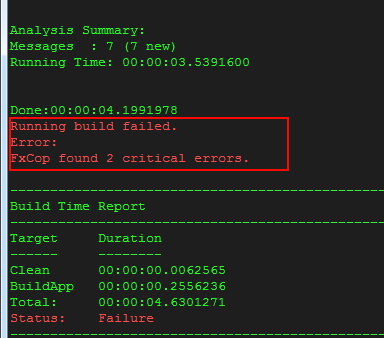 Analysis Summary:
Messages  : 7 (7 new)
Running Time: 00:00:03.5391600
Done:00:00:04.1991978
Running build failed.
Error:
FxCop found 2 critical errors.
-----------------------------------------------
Build Time Report
-----------------------------------------------
Target     Duration
------     --------
Clean      00:00:00.0062565
BuildApp   00:00:00.2556236
Total:     00:00:04.6301271
Status:    Failure
-----------------------------------------------